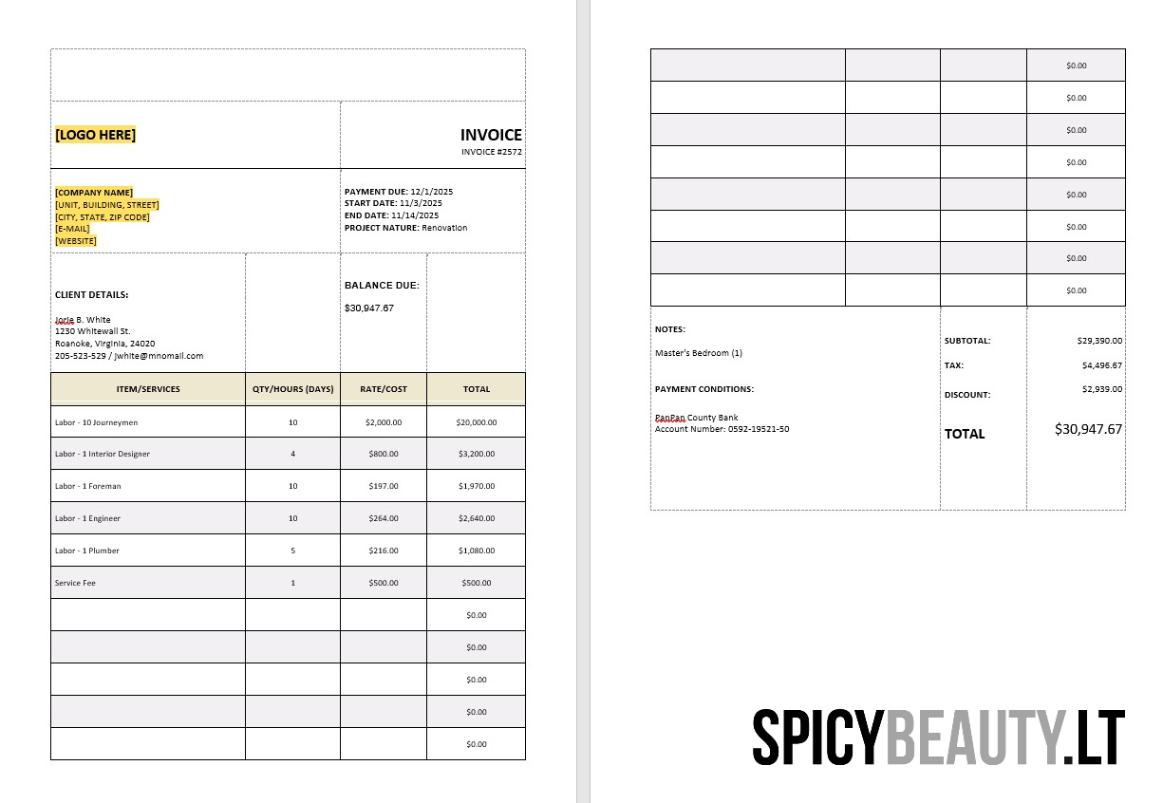 [LOGO HERE]
INVOICE
INVOICE #2572
[COMPANY NAME]
[UNIT, BUILDING, STREET]
[CITY, STATE, ZIP CODE]
[E-MAIL]
[WEBSITE]
PAYMENT DUE: 12/1/2025
START DATE: 11/3/2025
END DATE: 11/14/2025
PROJECT NATURE: Renovation
CLIENT DETAILS:
Jorie B. White
1230 Whitewall St.
Roanoke, Virginia, 24020
205-523-529 / jwhite@mnomail.com
BALANCE DUE:
$30,947.67
ITEM/SERVICES QTY/HOURS (DAYS) RATE/COST TOTAL
Labor - 10 Journeymen 10 $2,000.00 $20,000.00
Labor - 1 Interior Designer 4 $800.00 $3,200.00
Labor - 1 Foreman 10 $197.00 $1,970.00
Labor - 1 Engineer 10 $264.00 $2,640.00
Labor - 1 Plumber 5 $216.00 $1,080.00
Service Fee 1 $500.00 $500.00
$0.00
$0.00
$0.00
$0.00
$0.00
$0.00
$0.00
$0.00
$0.00
$0.00
$0.00
$0.00
$0.00
NOTES:
Master's Bedroom (1)
PAYMENT CONDITIONS:
PanPan County Bank
Account Number: 0592-19521-50
SUBTOTAL: $29,390.00
TAX: $4,496.67
DISCOUNT: $2,939.00
TOTAL $30,947.67
SPICYBEAUTY.LT